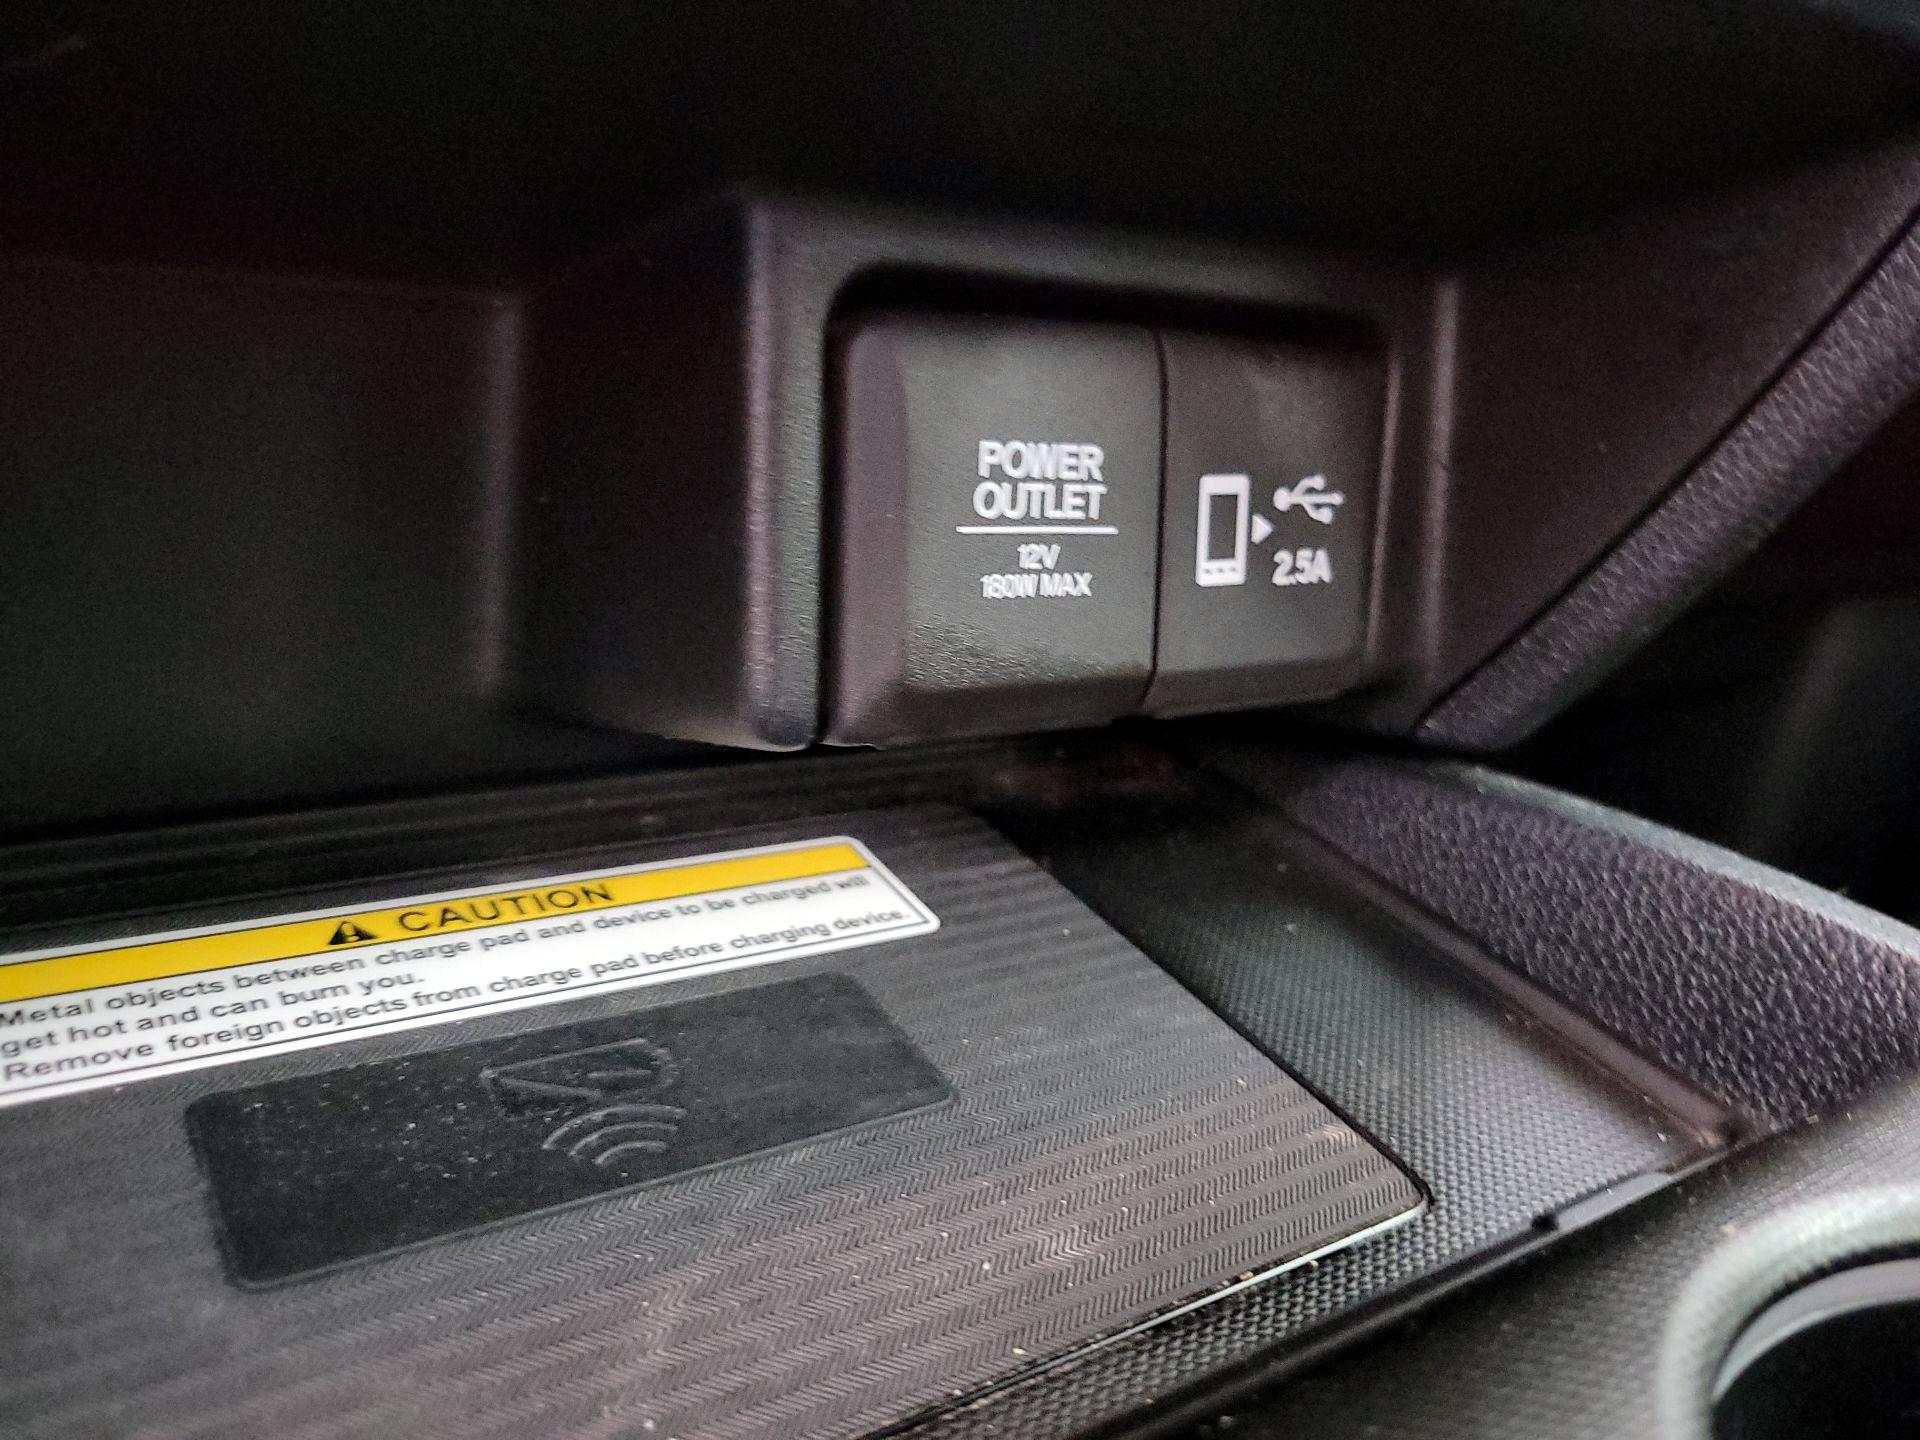 POWER
OUTLET
12V
180W MAX
2.5A
CAUTION
Metal objects between charge pad and device to be charged will
get hot and can burn you.
Remove foreign objects from charge pad before charging device.